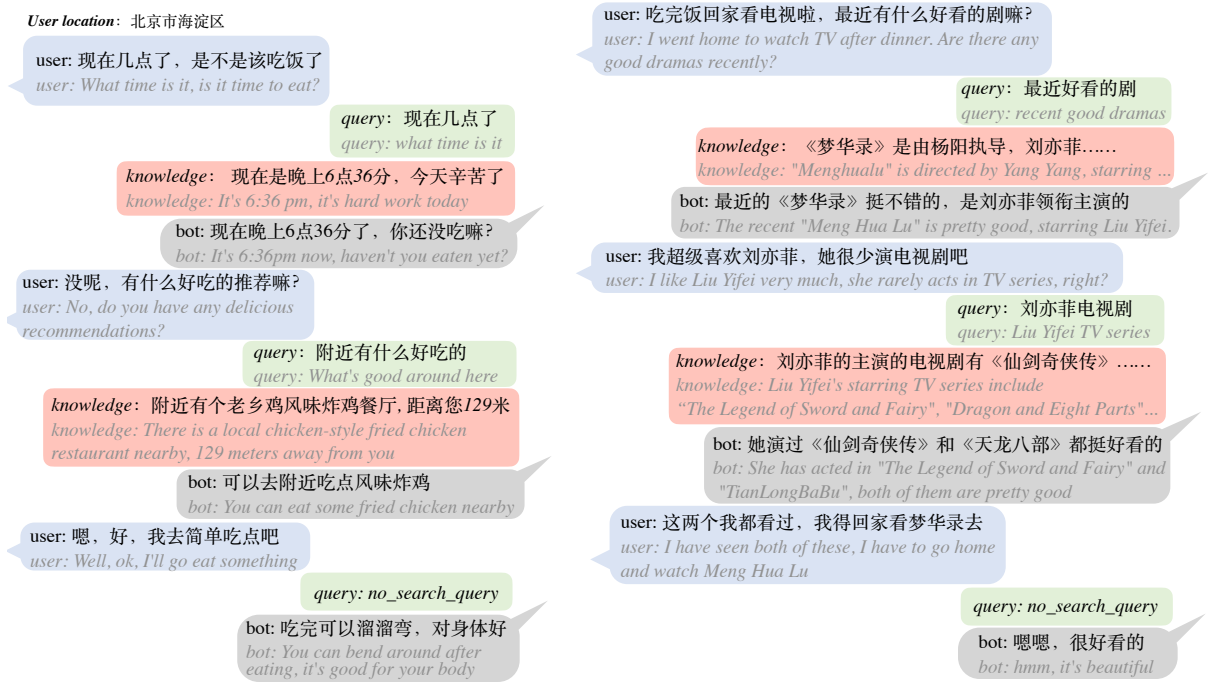 User location: 北京市海淀区
user: 现在几点了，是不是该吃饭了
user: What time is it, is it time to eat?
query: 现在几点了
query: what time is it
knowledge: 现在是晚上6点36分，今天辛苦了
knowledge: It's 6:36 pm, it's hard work today
bot: 现在晚上6点36分了，你还没吃嘛?
bot: It's 6:36pm now, haven't you eaten yet?
user: 没呢，有什么好吃的推荐嘛?
user: No, do you have any delicious
recommendations?
query: 附近有什么好吃的
query: What's good around here
knowledge: 附近有个老乡鸡风味炸鸡餐厅, 距离您129米
knowledge: There is a local chicken-style fried chicken
restaurant nearby, 129 meters away from you
bot: 可以去附近吃点风味炸鸡
bot: You can eat some fried chicken nearby
user: 嗯，好，我去简单吃点吧
user: Well, ok, I'll go eat something
query: no_search_query
bot: 吃完可以溜溜弯，对身体好
bot: You can bend around after
eating, it's good for your body
user: 吃完饭回家看电视啦，最近有什么好看的剧嘛?
user: I went home to watch TV after dinner. Are there any
good dramas recently?
query: 最近好看的剧
query: recent good dramas
knowledge: 《梦华录》是由杨阳执导，刘亦菲……
knowledge: "Menghualu" is directed by Yang Yang, starring ...
bot: 最近的《梦华录》挺不错的，是刘亦菲领衔主演的
bot: The recent "Meng Hua Lu" is pretty good, starring Liu Yifei.
user: 我超级喜欢刘亦菲，她很少演电视剧吧
user: I like Liu Yifei very much, she rarely acts in TV series, right?
query: 刘亦菲电视剧
query: Liu Yifei TV series
knowledge: 刘亦菲的主演的电视剧有《仙剑奇侠传》……
knowledge: Liu Yifei's starring TV series include
“The Legend of Sword and Fairy", "Dragon and Eight Parts"...
bot: 她演过《仙剑奇侠传》和《天龙八部》都挺好看的
bot: She has acted in "The Legend of Sword and Fairy" and
"TianLongBaBu", both of them are pretty good
user: 这两个我都看过，我得回家看梦华录去
user: I have seen both of these, I have to go home
and watch Meng Hua Lu
query: no_search_query
bot: 嗯嗯，很好看的
bot: hmm, it's beautiful